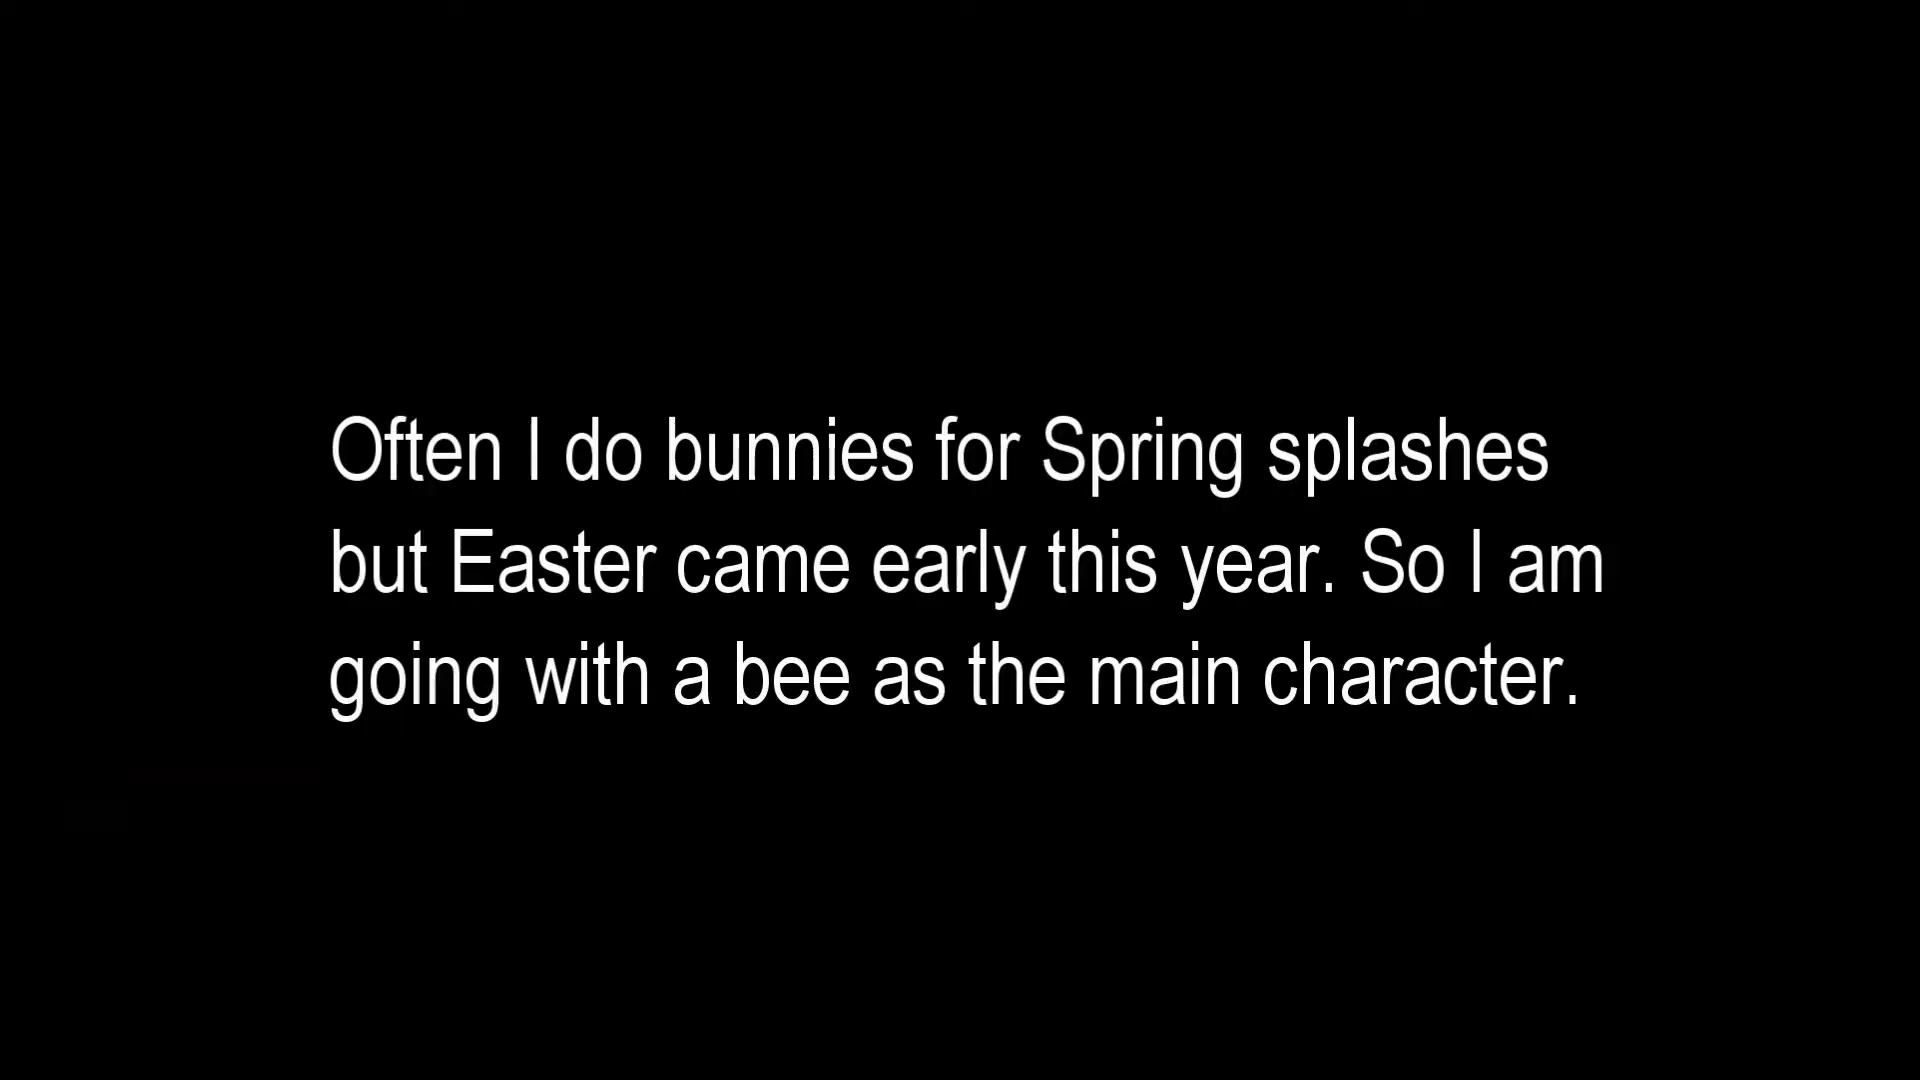 Often I do bunnies for Spring splashes
but Easter came early this year. So I am
going with a bee as the main character.